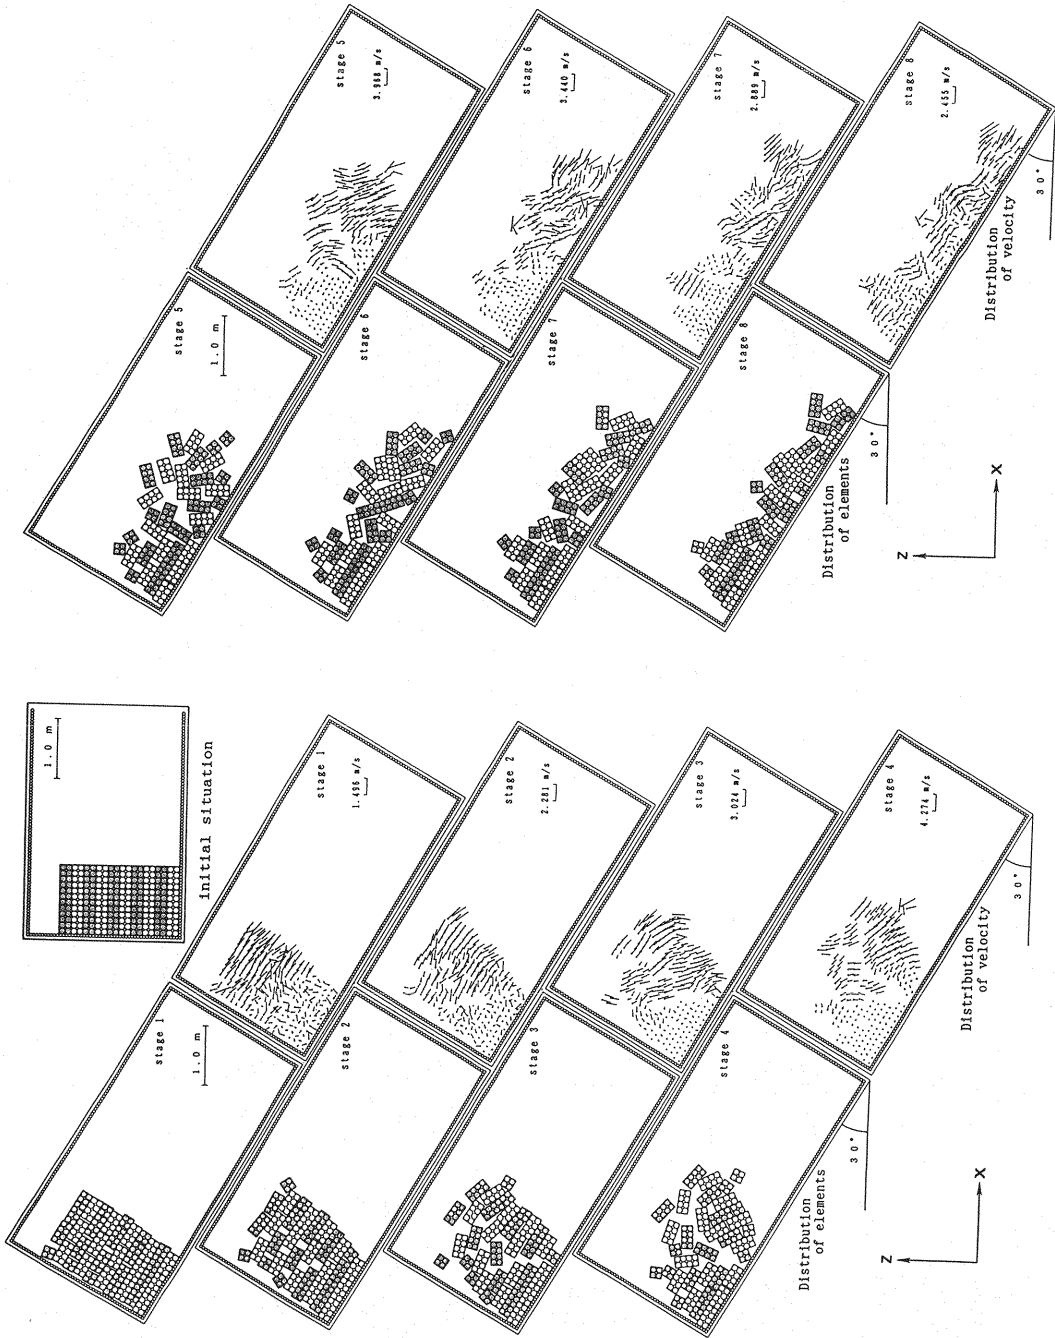 initial situation
1.0 m
stage 1
1.0 m
stage 2
stage 3
stage 4
Distribution
of elements
30°
Z
X
stage 1
1.496 m/s
stage 2
2.281 m/s
stage 3
3.024 m/s
stage 4
4.274 m/s
Distribution
of velocity
30°
stage 5
1.0 m
stage 6
stage 7
stage 8
Distribution
of elements
30°
Z
X
stage 5
3.968 m/s
stage 6
3.440 m/s
stage 7
2.889 m/s
stage 8
2.455 m/s
Distribution
of velocity
30°